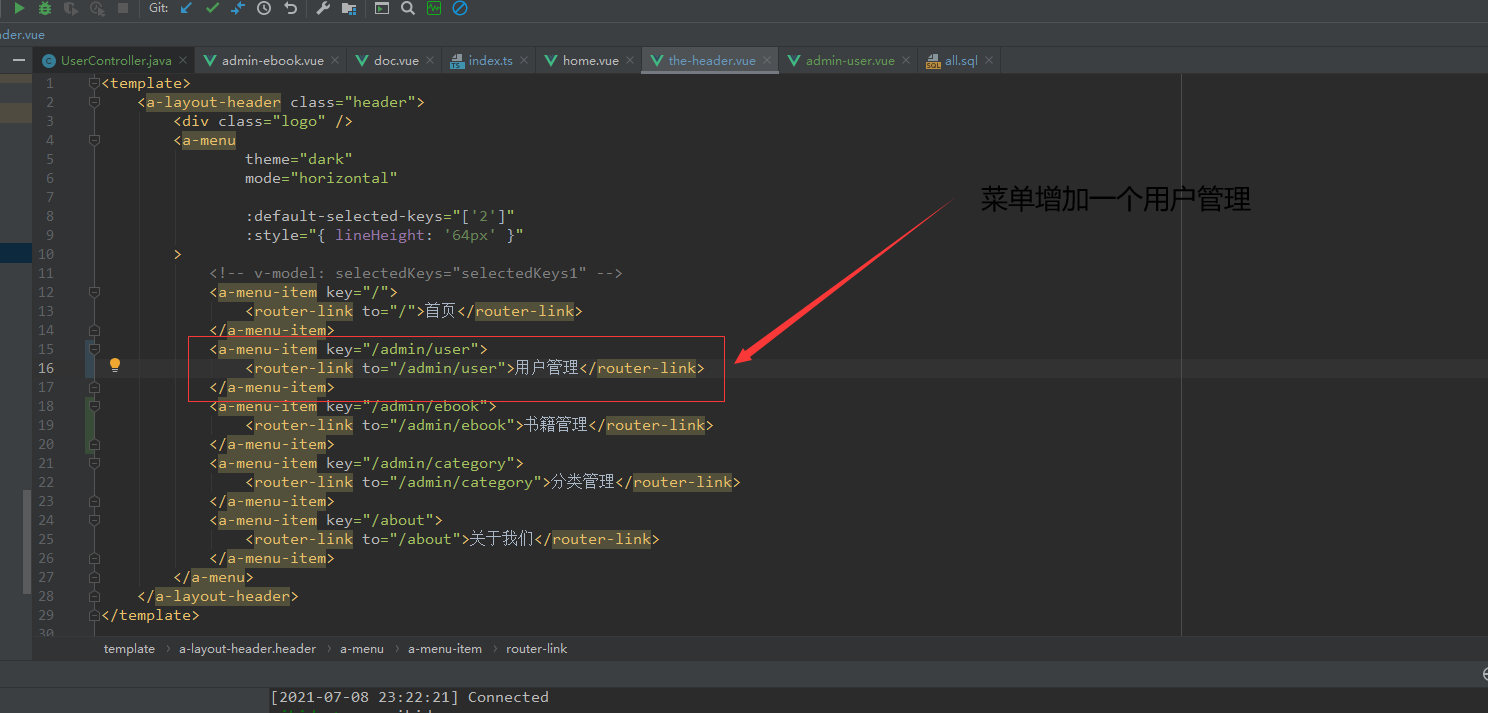 Git:
der.vue
UserController.java
admin-ebook.vue
doc.vue
index.ts
home.vue
the-header.vue
admin-user.vue
all.sql
1 <template>
2 <a-layout-header class="header">
3 <div class="logo" />
4 <a-menu
5 theme="dark"
6 mode="horizontal"
7
8 :default-selected-keys="['2']"
9 :style="{ lineHeight: '64px' }"
10 >
11 <!-- v-model: selectedKeys="selectedKeys1" -->
12 <a-menu-item key="/">
13 <router-link to="/">首页</router-link>
14 </a-menu-item>
15 <a-menu-item key="/admin/user">
16 <router-link to="/admin/user">用户管理</router-link>
17 </a-menu-item>
18 <a-menu-item key="/admin/ebook">
19 <router-link to="/admin/ebook">书籍管理</router-link>
20 </a-menu-item>
21 <a-menu-item key="/admin/category">
22 <router-link to="/admin/category">分类管理</router-link>
23 </a-menu-item>
24 <a-menu-item key="/about">
25 <router-link to="/about">关于我们</router-link>
26 </a-menu-item>
27 </a-menu>
28 </a-layout-header>
29 </template>
30
菜单增加一个用户管理
template › a-layout-header.header › a-menu › a-menu-item › router-link
[2021-07-08 23:22:21] Connected